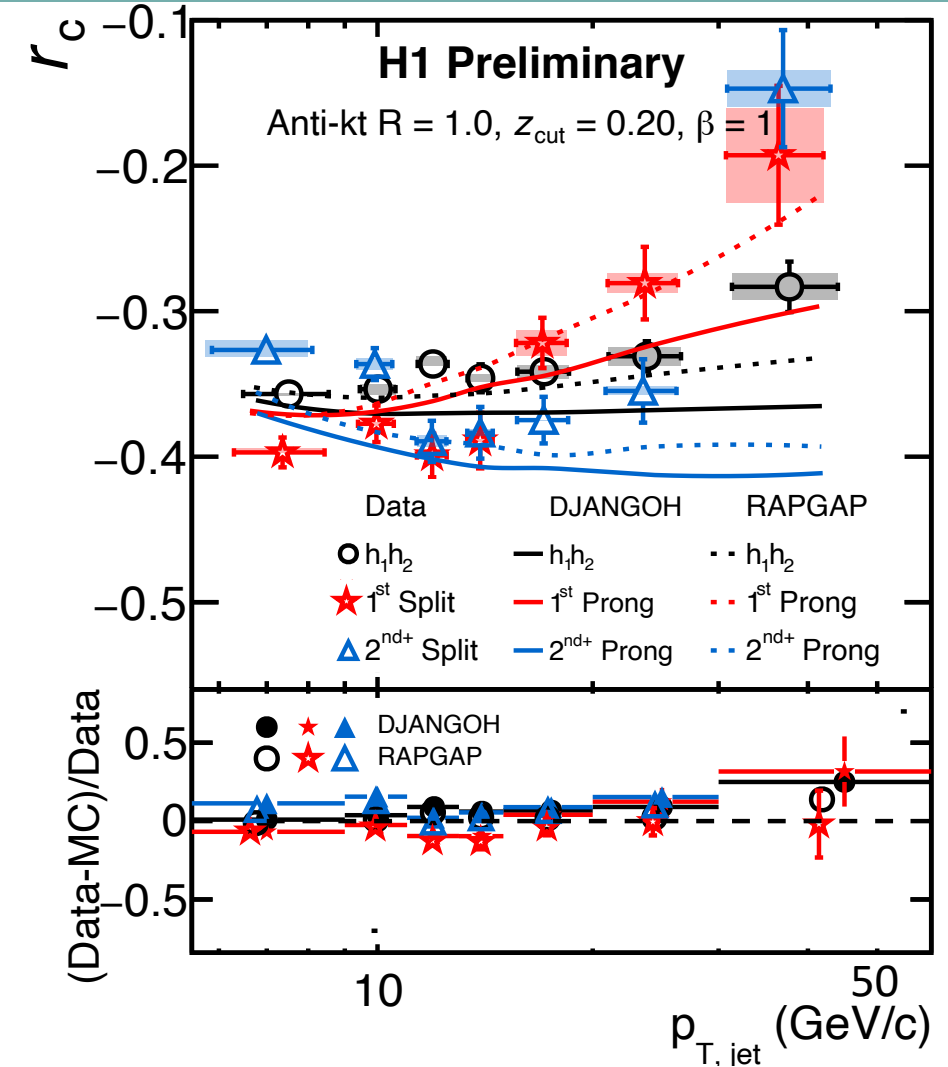 r_c
−0.1
H1 Preliminary
Anti-kt R = 1.0, z_cut = 0.20, β = 1
−0.2
−0.3
−0.4
Data DJANGOH RAPGAP
h₁h₂ h₁h₂ h₁h₂
−0.5
1st Split 1st Prong 1st Prong
2nd+ Split 2nd+ Prong 2nd+ Prong
(Data-MC)/Data
DJANGOH
0.5
RAPGAP
0
−0.5
10 50
p_T, jet (GeV/c)